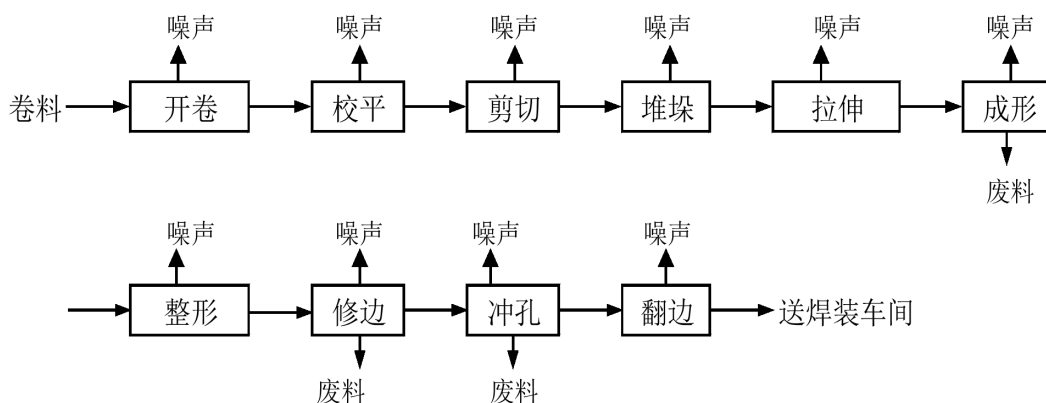 噪声 噪声 噪声 噪声 噪声 噪声
卷料 开卷 校平 剪切 堆垛 拉伸 成形
废料
噪声 噪声 噪声 噪声
整形 修边 冲孔 翻边 送焊装车间
废料 废料